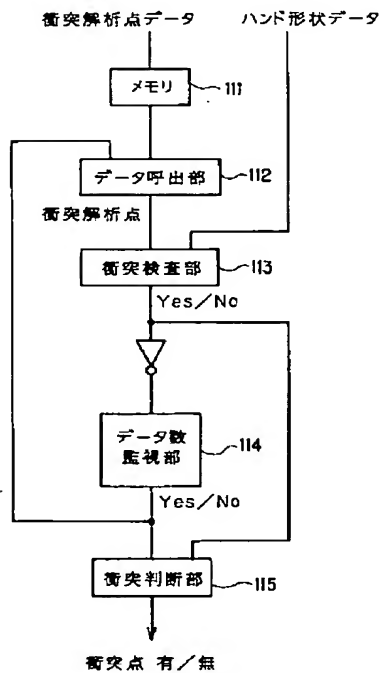 衝突解析点データ ハンド形状データ
メモリ 111
データ呼出部 112
衝突解析点
衝突検査部 113
Yes/No
データ数
監視部 114
Yes/No
衝突判断部 115
衝突点 有/無